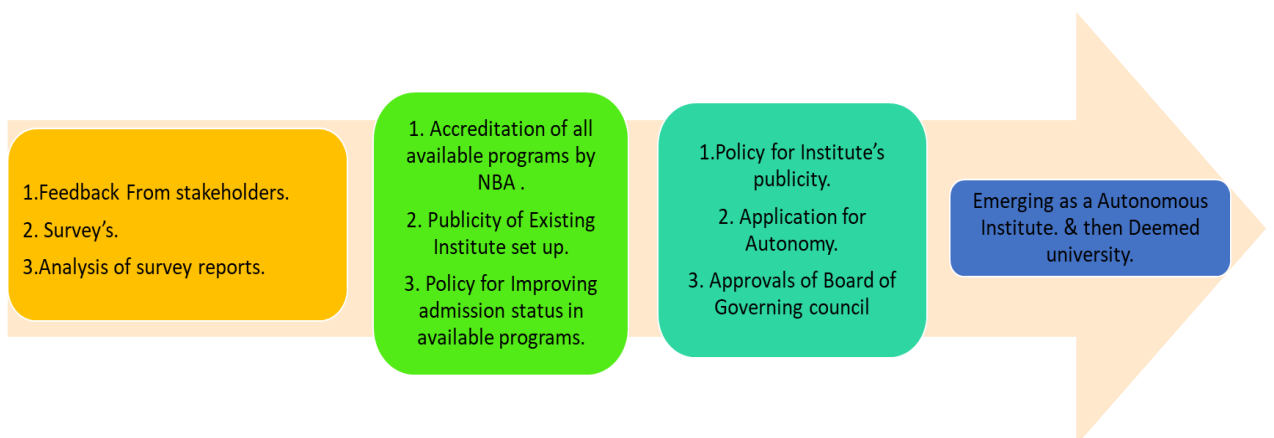 1.Feedback From stakeholders.
2. Survey's.
3.Analysis of survey reports.
1. Accreditation of all
available programs by
NBA .
2. Publicity of Existing
Institute set up.
3. Policy for Improving
admission status in
available programs.
1.Policy for Institute’s
publicity.
2. Application for
Autonomy.
3. Approvals of Board of
Governing council
Emerging as a Autonomous
Institute. & then Deemed
university.